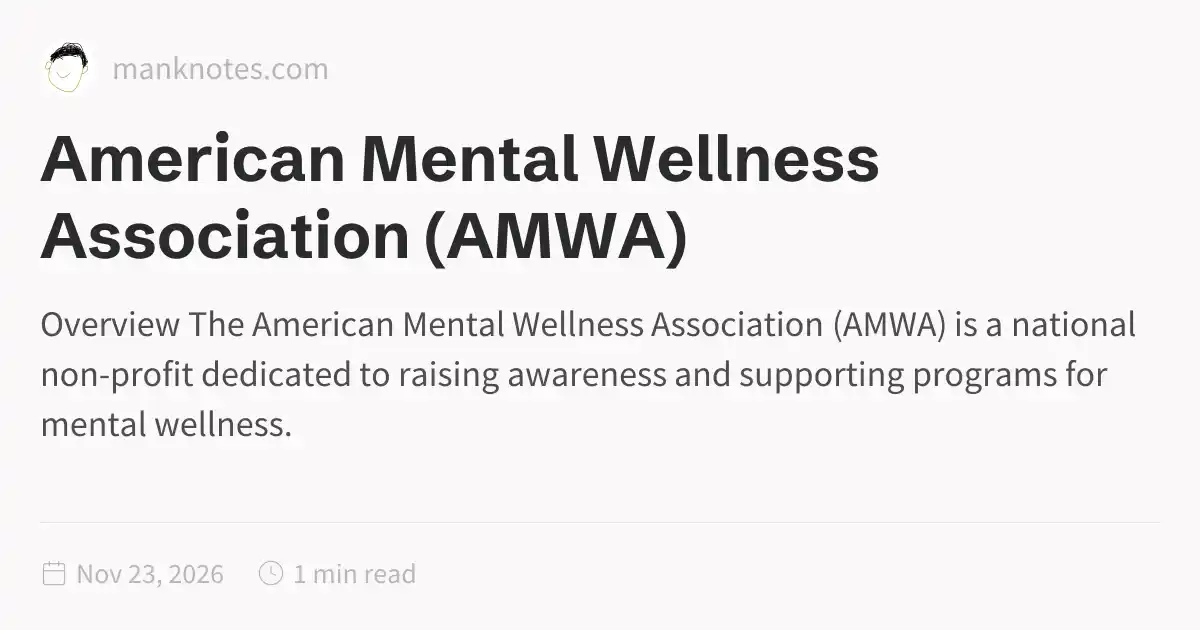 manknotes.com
American Mental Wellness
Association (AMWA)
Overview The American Mental Wellness Association (AMWA) is a national
non-profit dedicated to raising awareness and supporting programs for
mental wellness.
Nov 23, 2026 1 min read